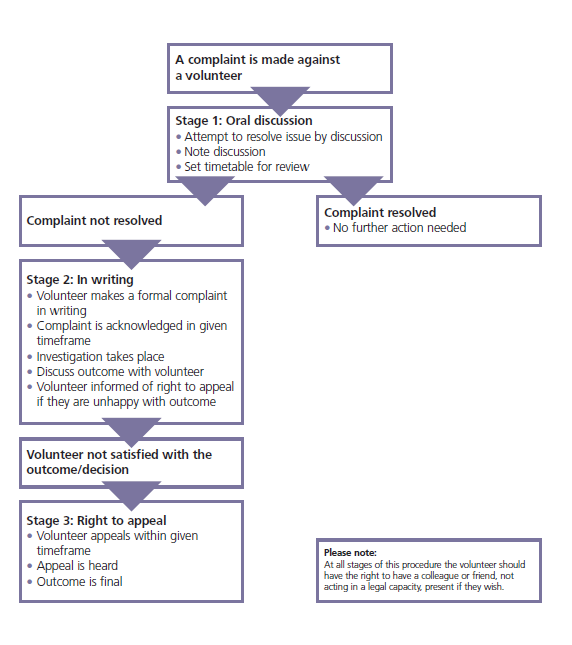 A complaint is made against
a volunteer
Stage 1: Oral discussion
• Attempt to resolve issue by discussion
• Note discussion
• Set timetable for review
Complaint not resolved
Complaint resolved
• No further action needed
Stage 2: In writing
• Volunteer makes a formal complaint
in writing
• Complaint is acknowledged in given
timeframe
• Investigation takes place
• Discuss outcome with volunteer
• Volunteer informed of right to appeal
if they are unhappy with outcome
Volunteer not satisfied with the
outcome/decision
Stage 3: Right to appeal
• Volunteer appeals within given
timeframe
• Appeal is heard
• Outcome is final
Please note:
At all stages of this procedure the volunteer should
have the right to have a colleague or friend, not
acting in a legal capacity, present if they wish.